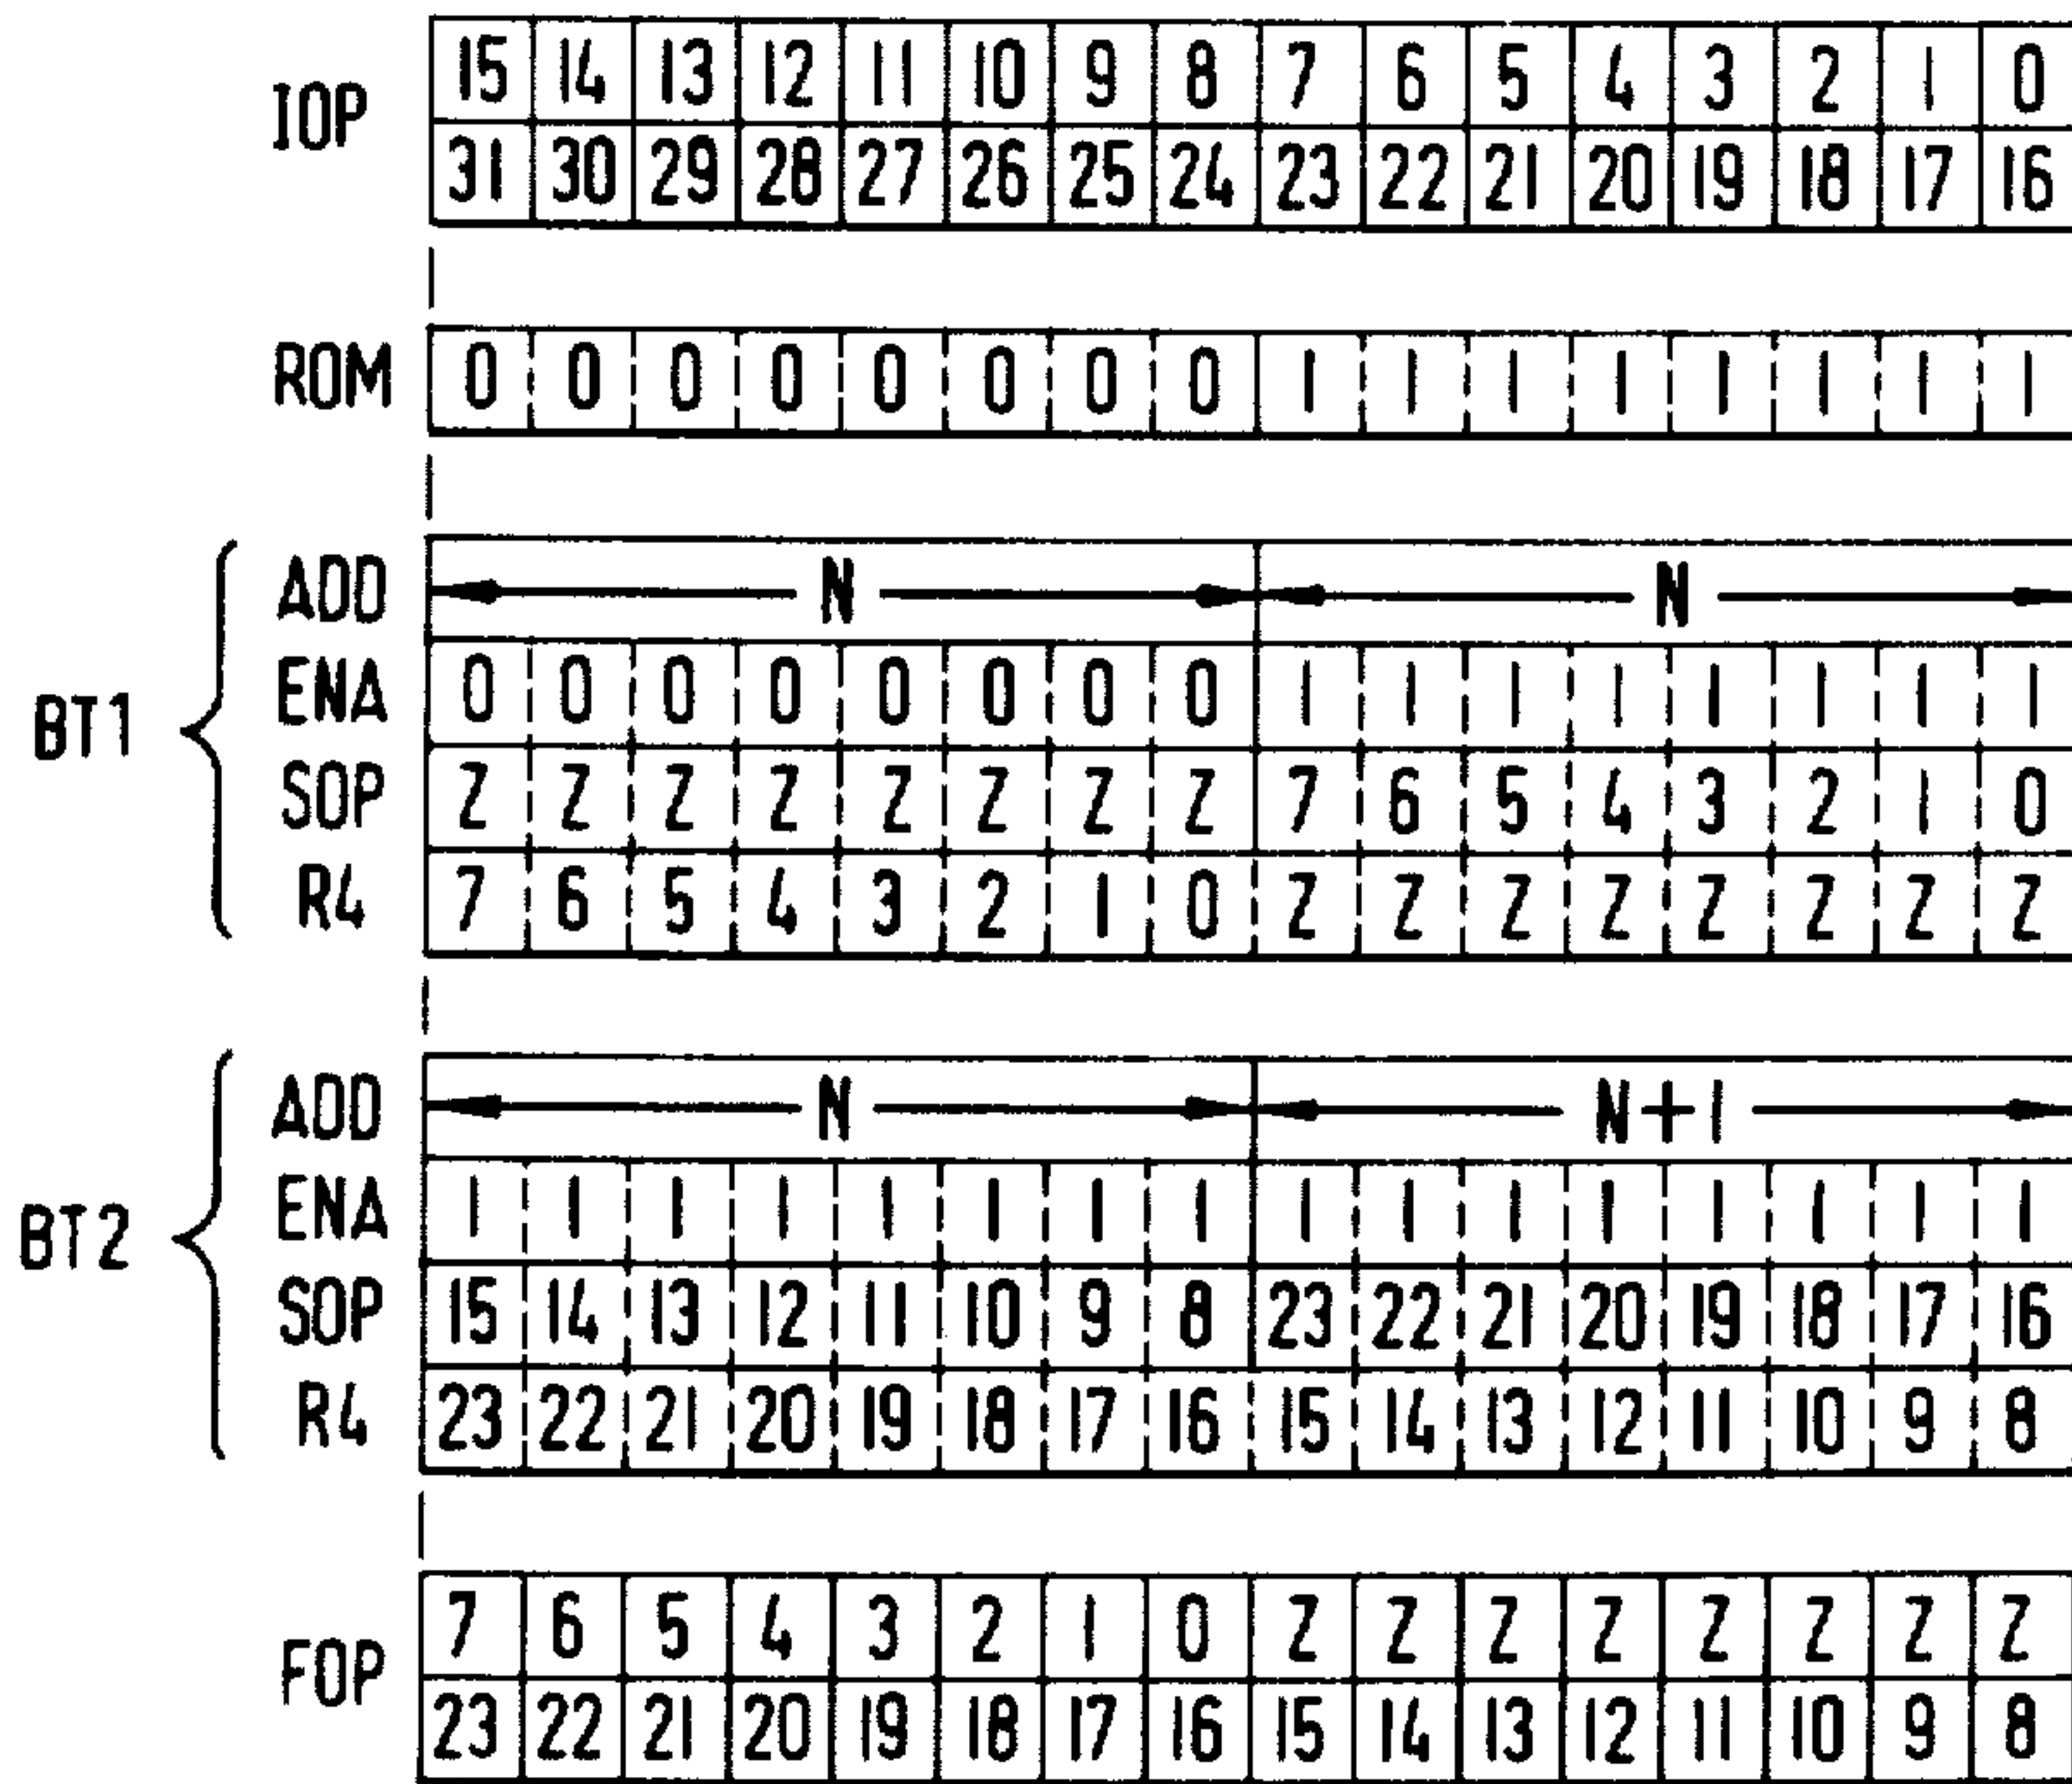 IOP 15 14 13 12 11 10 9 8 7 6 5 4 3 2 1 0
31 30 29 28 27 26 25 24 23 22 21 20 19 18 17 16
ROM 0 0 0 0 0 0 0 0 1 1 1 1 1 1 1 1
BT1
ADD N N
ENA 0 0 0 0 0 0 0 0 1 1 1 1 1 1 1 1
SOP Z Z Z Z Z Z Z Z 7 6 5 4 3 2 1 0
R4 7 6 5 4 3 2 1 0 Z Z Z Z Z Z Z Z
BT2
ADD N N+1
ENA 1 1 1 1 1 1 1 1 1 1 1 1 1 1 1 1
SOP 15 14 13 12 11 10 9 8 23 22 21 20 19 18 17 16
R4 23 22 21 20 19 18 17 16 15 14 13 12 11 10 9 8
FOP 7 6 5 4 3 2 1 0 Z Z Z Z Z Z Z Z
23 22 21 20 19 18 17 16 15 14 13 12 11 10 9 8